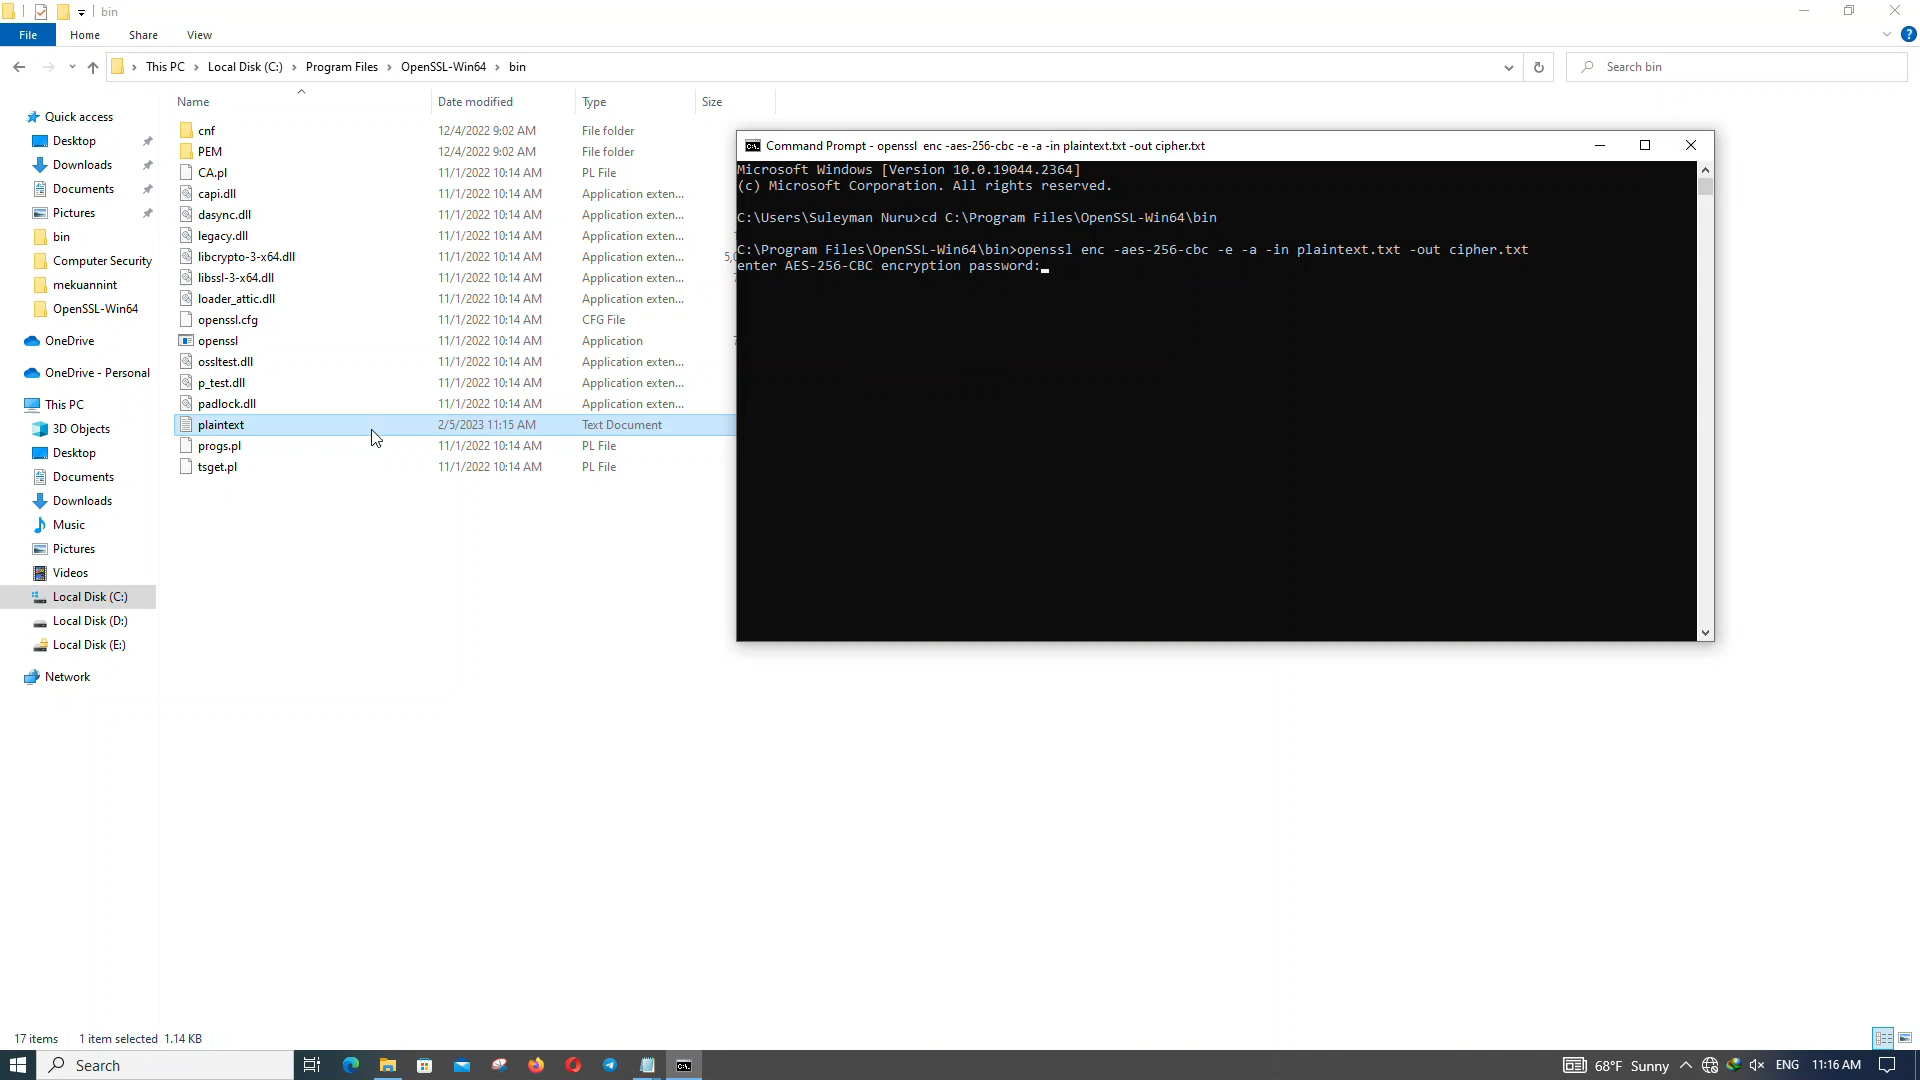 bin
File
Home
Share
View
This PC
Local Disk (C:)
Program Files
OpenSSL-Win64
bin
Search bin
Name
Date modified
Type
Size
Quick access
Desktop
Downloads
Documents
Pictures
bin
Computer Security
mekuannint
OpenSSL-Win64
OneDrive
OneDrive - Personal
This PC
3D Objects
Desktop
Documents
Downloads
Music
Pictures
Videos
Local Disk (C:)
Local Disk (D:)
Local Disk (E:)
Network
cnf 12/4/2022 9:02 AM File folder
PEM 12/4/2022 9:02 AM File folder
CA.pl 11/1/2022 10:14 AM PL File
capi.dll 11/1/2022 10:14 AM Application exten...
dasync.dll 11/1/2022 10:14 AM Application exten...
legacy.dll 11/1/2022 10:14 AM Application exten...
libcrypto-3-x64.dll 11/1/2022 10:14 AM Application exten...
libssl-3-x64.dll 11/1/2022 10:14 AM Application exten...
loader_attic.dll 11/1/2022 10:14 AM Application exten...
openssl.cfg 11/1/2022 10:14 AM CFG File
openssl 11/1/2022 10:14 AM Application
ossltest.dll 11/1/2022 10:14 AM Application exten...
p_test.dll 11/1/2022 10:14 AM Application exten...
padlock.dll 11/1/2022 10:14 AM Application exten...
plaintext 2/5/2023 11:15 AM Text Document
progs.pl 11/1/2022 10:14 AM PL File
tsget.pl 11/1/2022 10:14 AM PL File
Command Prompt - openssl enc -aes-256-cbc -e -a -in plaintext.txt -out cipher.txt
Microsoft Windows [Version 10.0.19044.2364]
(c) Microsoft Corporation. All rights reserved.
C:\Users\Suleyman Nuru>cd C:\Program Files\OpenSSL-Win64\bin
C:\Program Files\OpenSSL-Win64\bin>openssl enc -aes-256-cbc -e -a -in plaintext.txt -out cipher.txt
enter AES-256-CBC encryption password:
17 items 1 item selected 1.14 KB
Search
68°F Sunny
ENG
11:16 AM